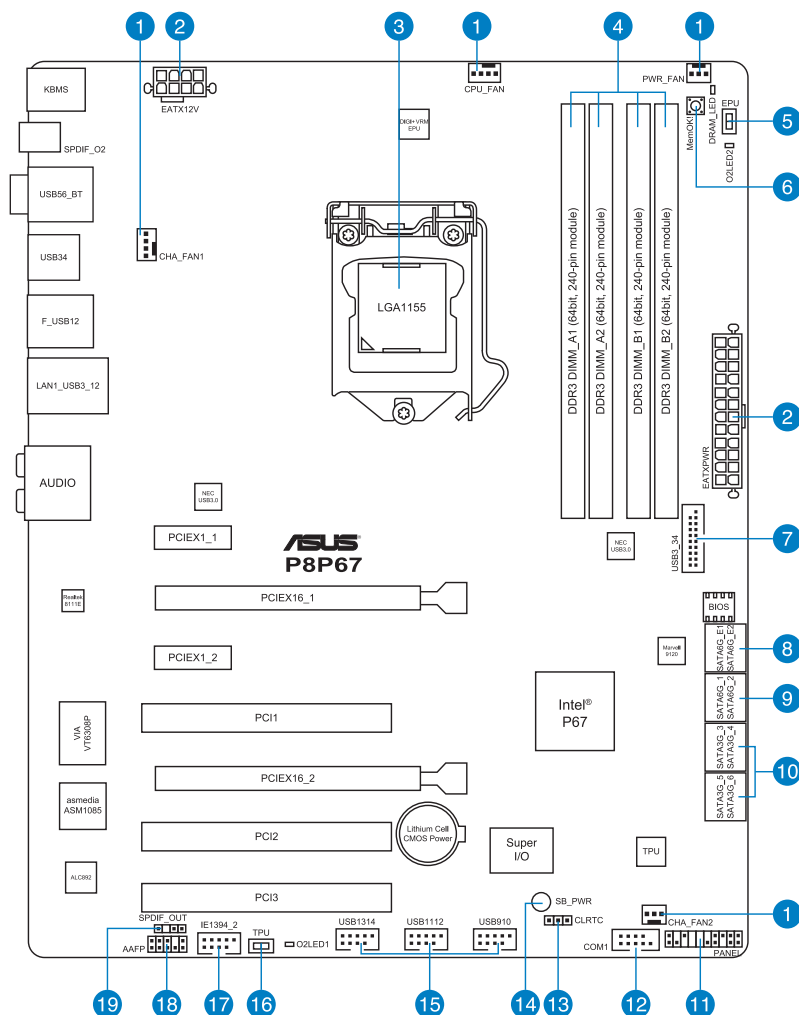 1
2
3
1
4
1
KBMS
EATX12V
CPU_FAN
PWR_FAN
DRAM_LED
EPU
5
MemOK!
O2LED2
6
DIGI+ VRM
EPU
SPDIF_O2
USB56_BT
1
CHA_FAN1
USB34
F_USB12
LAN1_USB3_12
AUDIO
LGA1155
DDR3 DIMM_A1 (64bit, 240-pin module)
DDR3 DIMM_A2 (64bit, 240-pin module)
DDR3 DIMM_B1 (64bit, 240-pin module)
DDR3 DIMM_B2 (64bit, 240-pin module)
2
EATXPWR
NEC
USB3.0
NEC
USB3.0
USB3_34
7
PCIEX1_1
ASUS
P8P67
Realtek
8111E
PCIEX16_1
BIOS
PCIEX1_2
Marvell
9120
SATA6G_E1
SATA6G_E2
8
SATA6G_1
SATA6G_2
9
SATA3G_3
SATA3G_4
10
SATA3G_5
SATA3G_6
Intel®
P67
VIA
VT6308P
PCI1
asmedia
ASM1085
PCIEX16_2
PCI2
Lithium Cell
CMOS Power
Super
I/O
TPU
ALC892
PCI3
SB_PWR
1
CHA_FAN2
SPDIF_OUT
AAFP
IE1394_2
TPU
O2LED1
USB1314
USB1112
USB910
CLRTC
COM1
PANEL
19
18
17
16
15
14
13
12
11